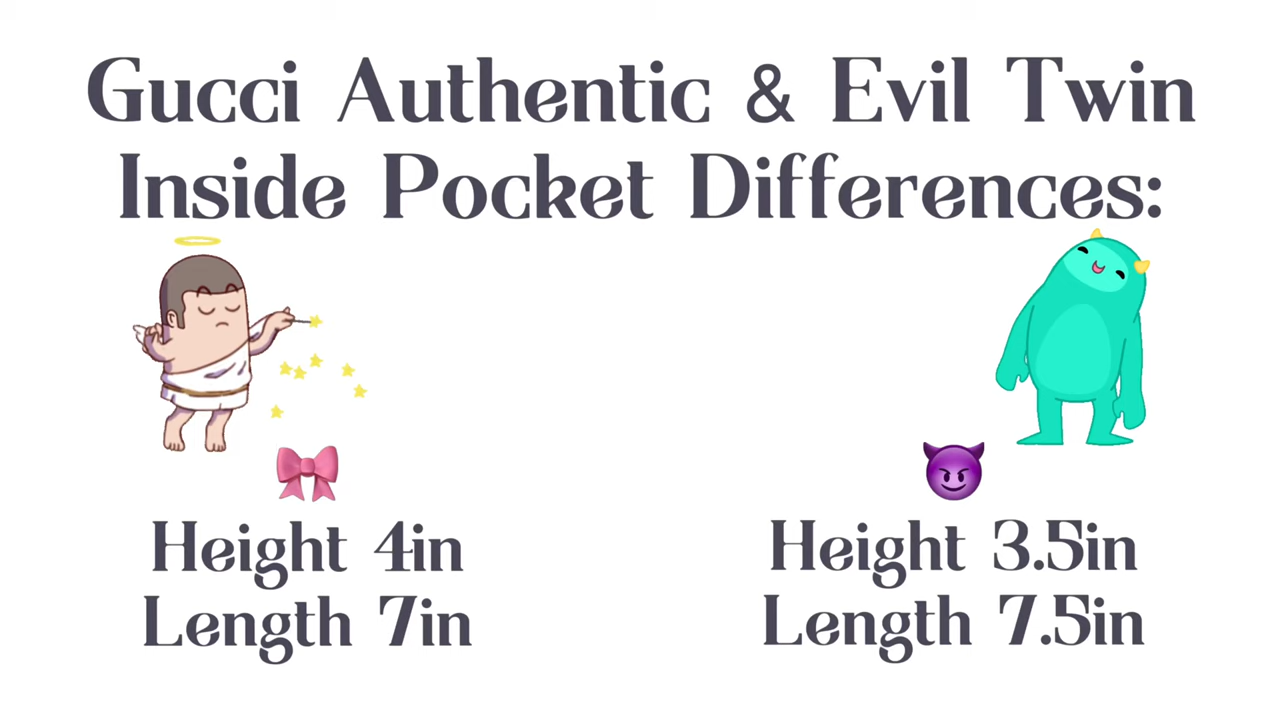 Gucci Authentic & Evil Twin
Inside Pocket Differences:
Height 4in
Length 7in
Height 3.5in
Length 7.5in